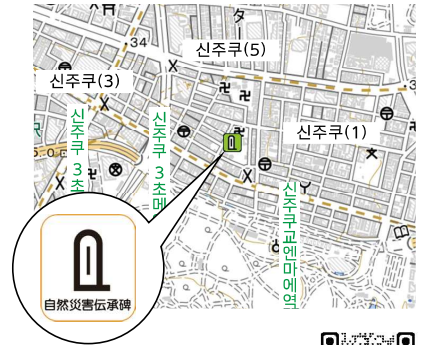 ター
34
신주쿠(5)
신주쿠(3)
신주쿠(1)
신주쿠 3초
신주쿠 3초메
신주쿠교엔마에역
自然災害伝承碑